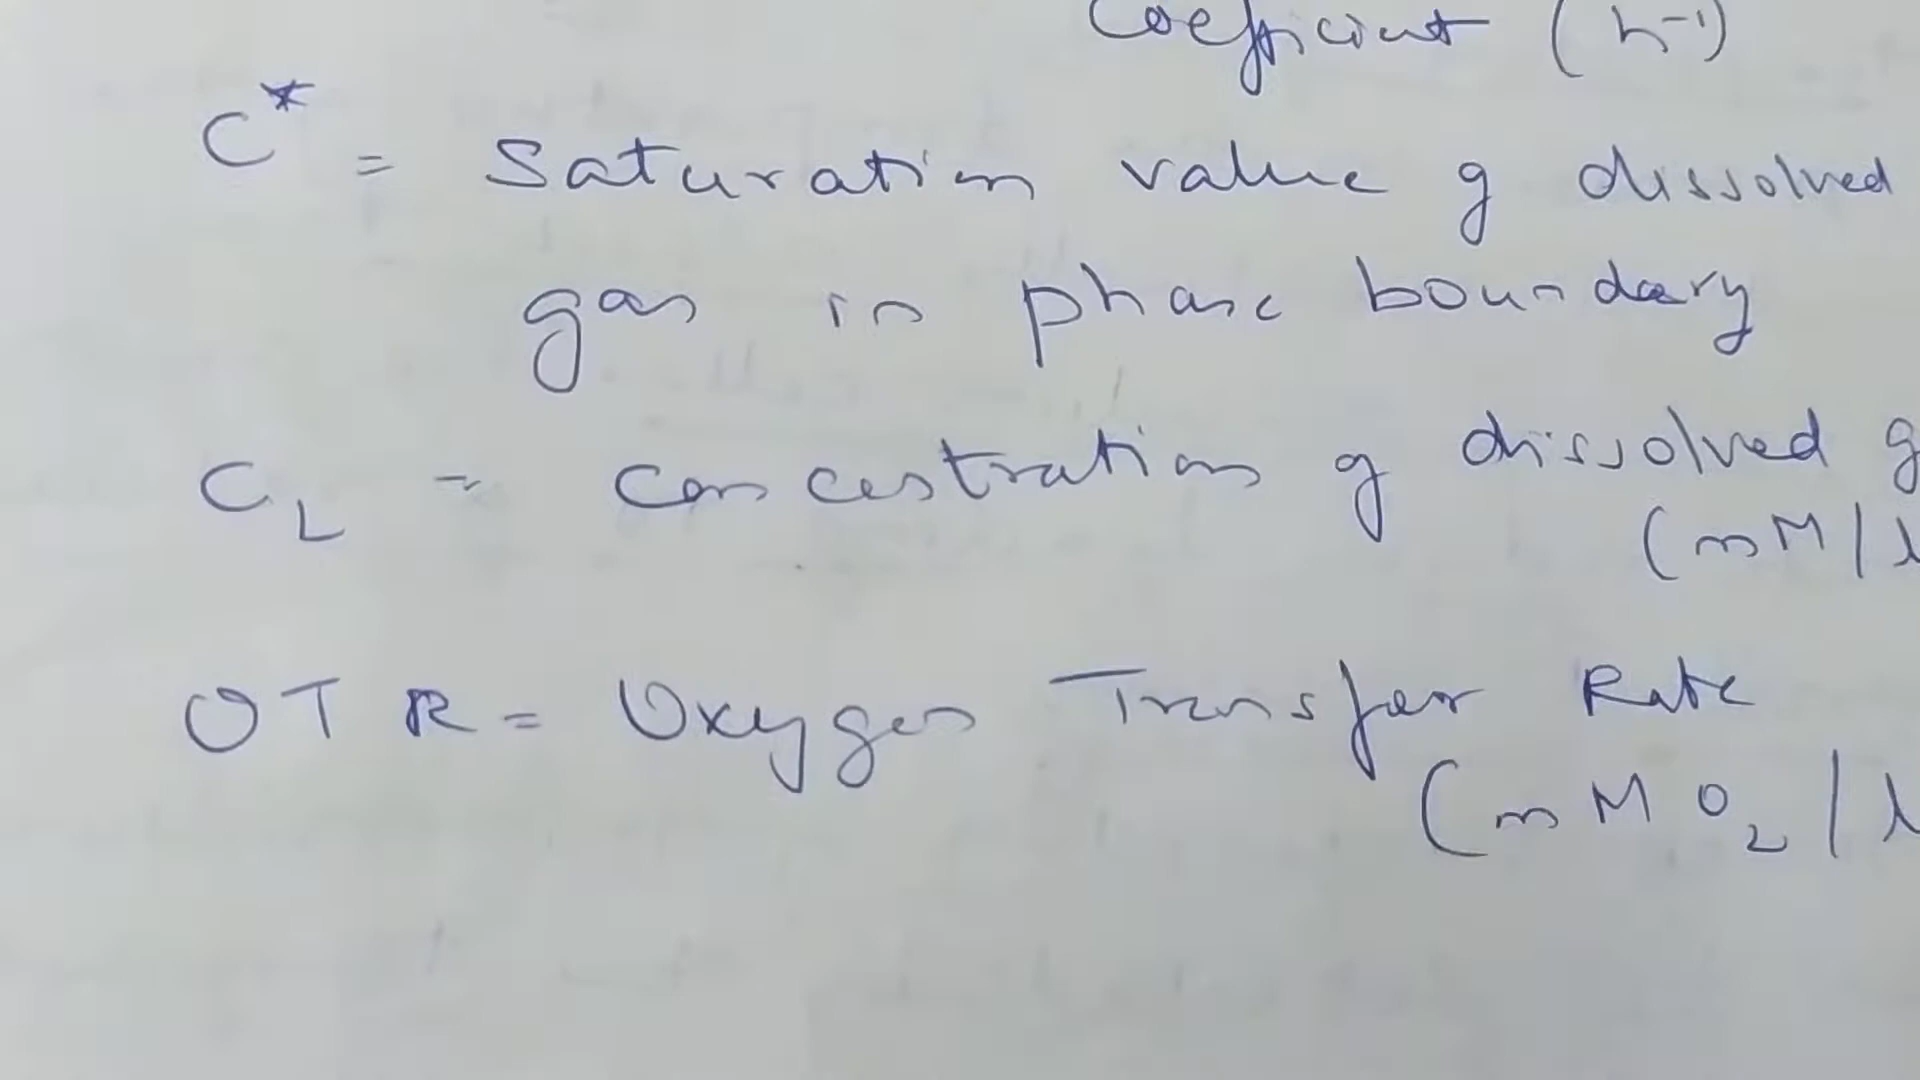 Coefficient (h⁻¹)
C* = Saturation value of dissolved
gas in phase boundary
C_L = concentration of dissolved g
(mM/l
OTR = Oxygen Transfer Rate
(mM O₂/l